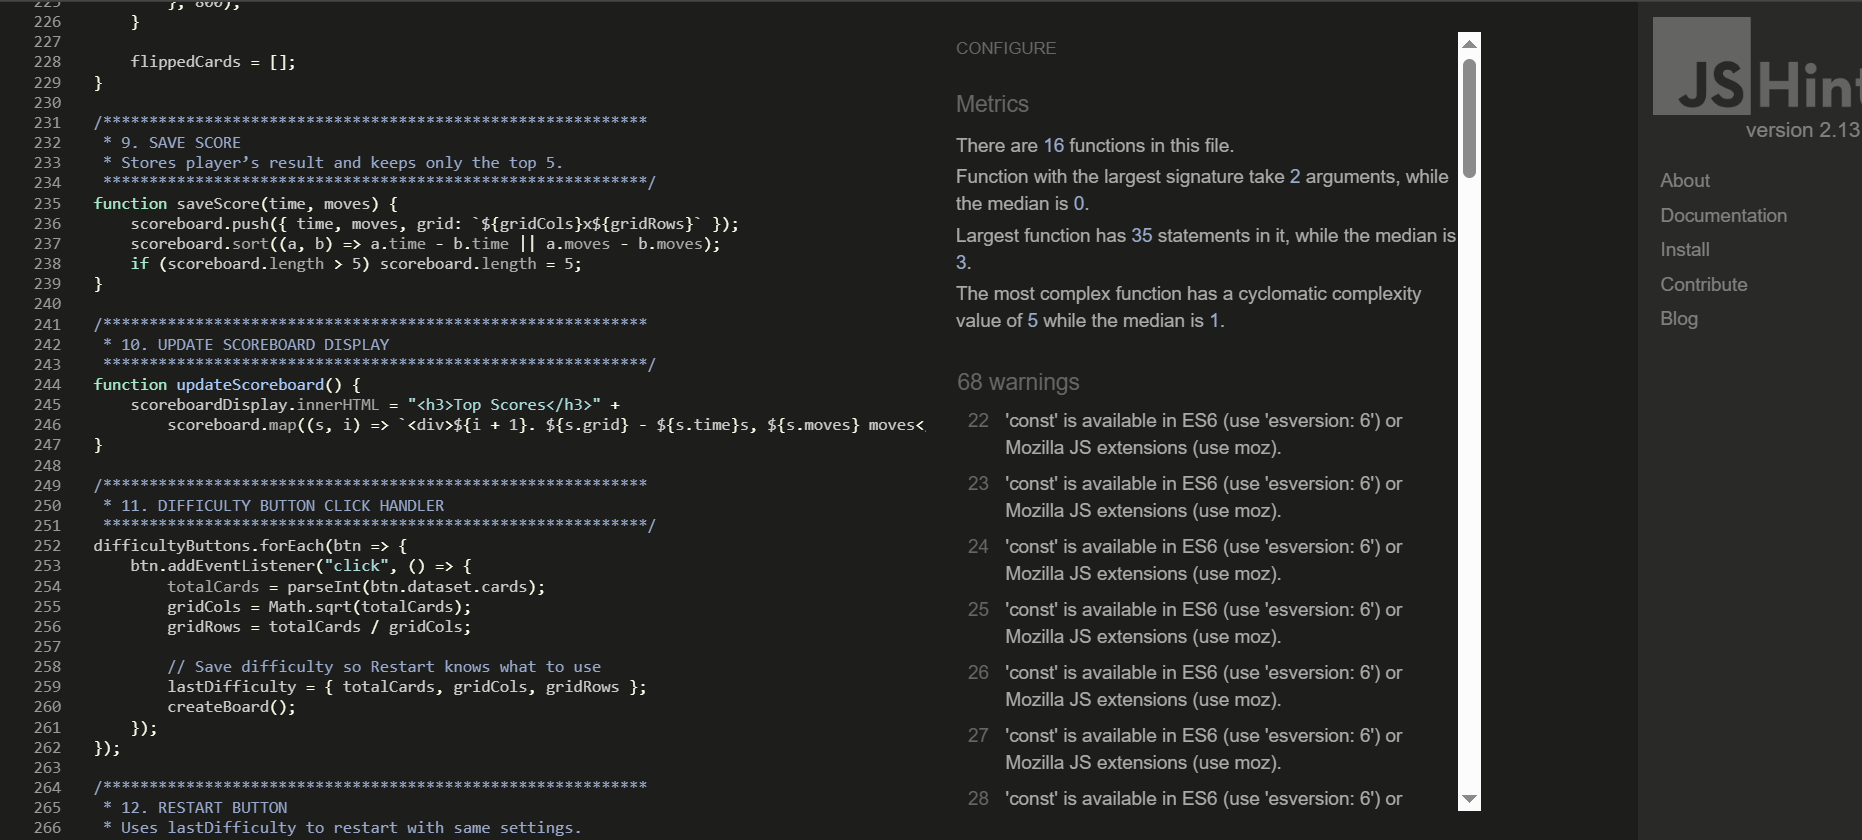 225 }, 800);
226 }
227
228 flippedCards = [];
229 }
230
231 /***********************************************************
232 * 9. SAVE SCORE
233 * Stores player’s result and keeps only the top 5.
234 ***********************************************************/
235 function saveScore(time, moves) {
236 scoreboard.push({ time, moves, grid: `${gridCols}x${gridRows}` });
237 scoreboard.sort((a, b) => a.time - b.time || a.moves - b.moves);
238 if (scoreboard.length > 5) scoreboard.length = 5;
239 }
240
241 /***********************************************************
242 * 10. UPDATE SCOREBOARD DISPLAY
243 ***********************************************************/
244 function updateScoreboard() {
245 scoreboardDisplay.innerHTML = "<h3>Top Scores</h3>" +
246 scoreboard.map((s, i) => `<div>${i + 1}. ${s.grid} - ${s.time}s, ${s.moves} moves<
247 }
248
249 /***********************************************************
250 * 11. DIFFICULTY BUTTON CLICK HANDLER
251 ***********************************************************/
252 difficultyButtons.forEach(btn => {
253 btn.addEventListener("click", () => {
254 totalCards = parseInt(btn.dataset.cards);
255 gridCols = Math.sqrt(totalCards);
256 gridRows = totalCards / gridCols;
257
258 // Save difficulty so Restart knows what to use
259 lastDifficulty = { totalCards, gridCols, gridRows };
260 createBoard();
261 });
262 });
263
264 /***********************************************************
265 * 12. RESTART BUTTON
266 * Uses lastDifficulty to restart with same settings.
CONFIGURE
Metrics
There are 16 functions in this file.
Function with the largest signature take 2 arguments, while
the median is 0.
Largest function has 35 statements in it, while the median is
3.
The most complex function has a cyclomatic complexity
value of 5 while the median is 1.
68 warnings
22 'const' is available in ES6 (use 'esversion: 6') or
Mozilla JS extensions (use moz).
23 'const' is available in ES6 (use 'esversion: 6') or
Mozilla JS extensions (use moz).
24 'const' is available in ES6 (use 'esversion: 6') or
Mozilla JS extensions (use moz).
25 'const' is available in ES6 (use 'esversion: 6') or
Mozilla JS extensions (use moz).
26 'const' is available in ES6 (use 'esversion: 6') or
Mozilla JS extensions (use moz).
27 'const' is available in ES6 (use 'esversion: 6') or
Mozilla JS extensions (use moz).
28 'const' is available in ES6 (use 'esversion: 6') or
JSHint
version 2.13
About
Documentation
Install
Contribute
Blog